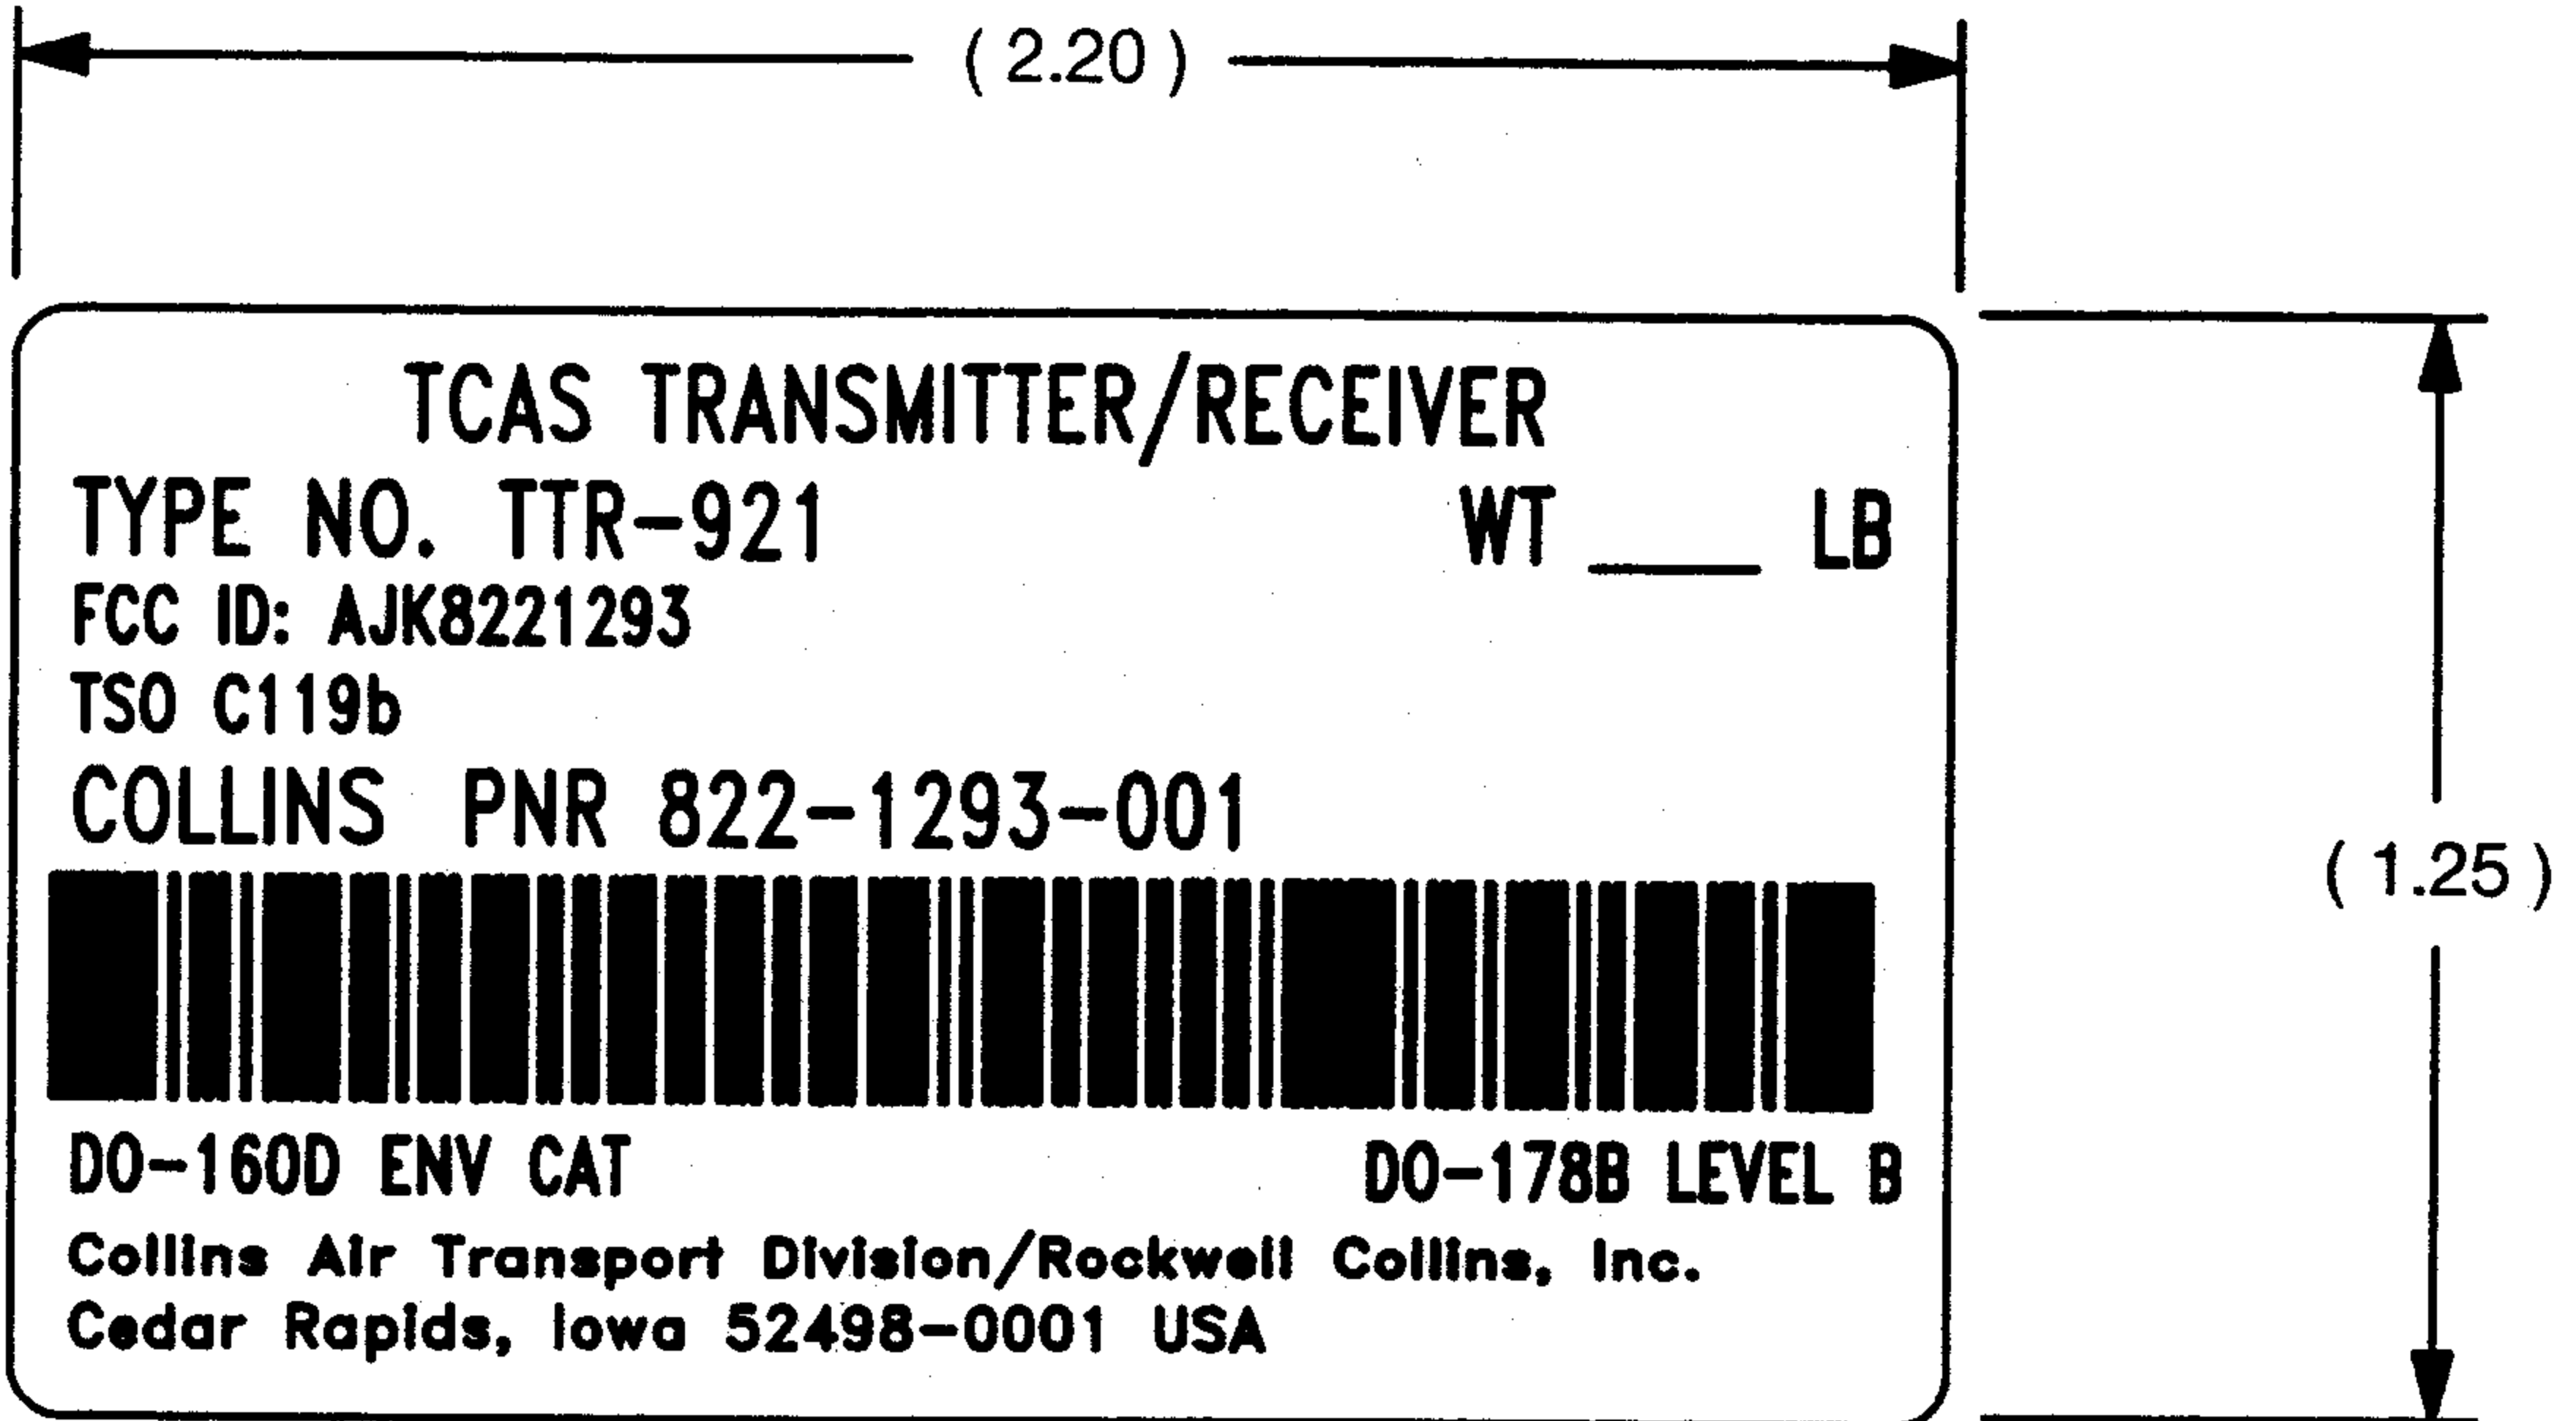 ( 2.20 )
TCAS TRANSMITTER/RECEIVER
TYPE NO. TTR-921 WT ____ LB
FCC ID: AJK8221293
TSO C119b
COLLINS PNR 822-1293-001
( 1.25 )
DO-160D ENV CAT DO-178B LEVEL B
Collins Air Transport Division/Rockwell Collins, Inc.
Cedar Rapids, Iowa 52498-0001 USA